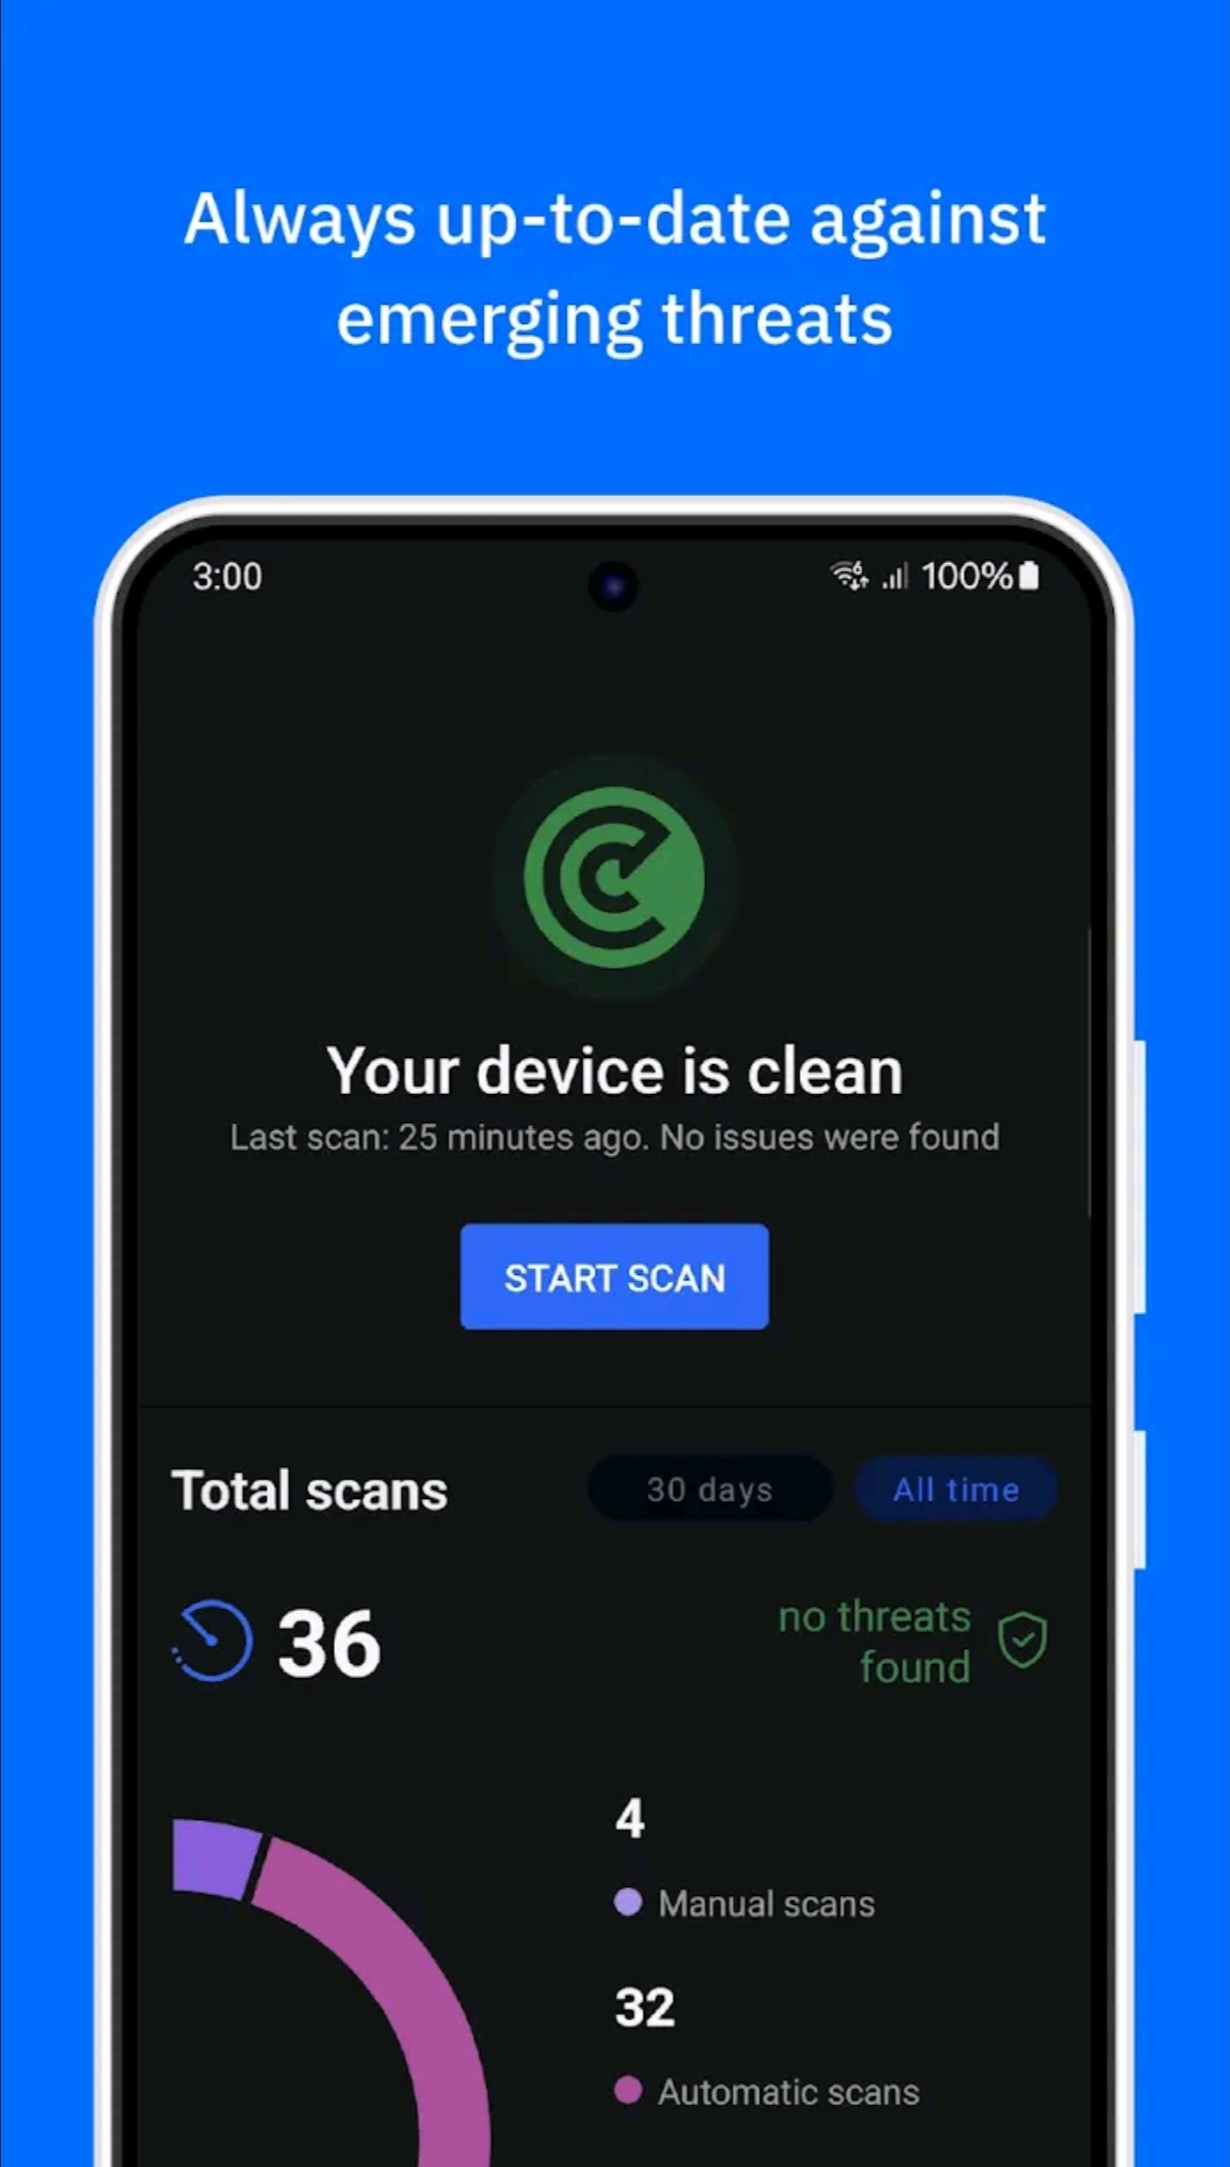 Always up-to-date against
emerging threats
3:00
100%
Your device is clean
Last scan: 25 minutes ago. No issues were found
START SCAN
Total scans
30 days
All time
36
no threats
found
4
Manual scans
32
Automatic scans